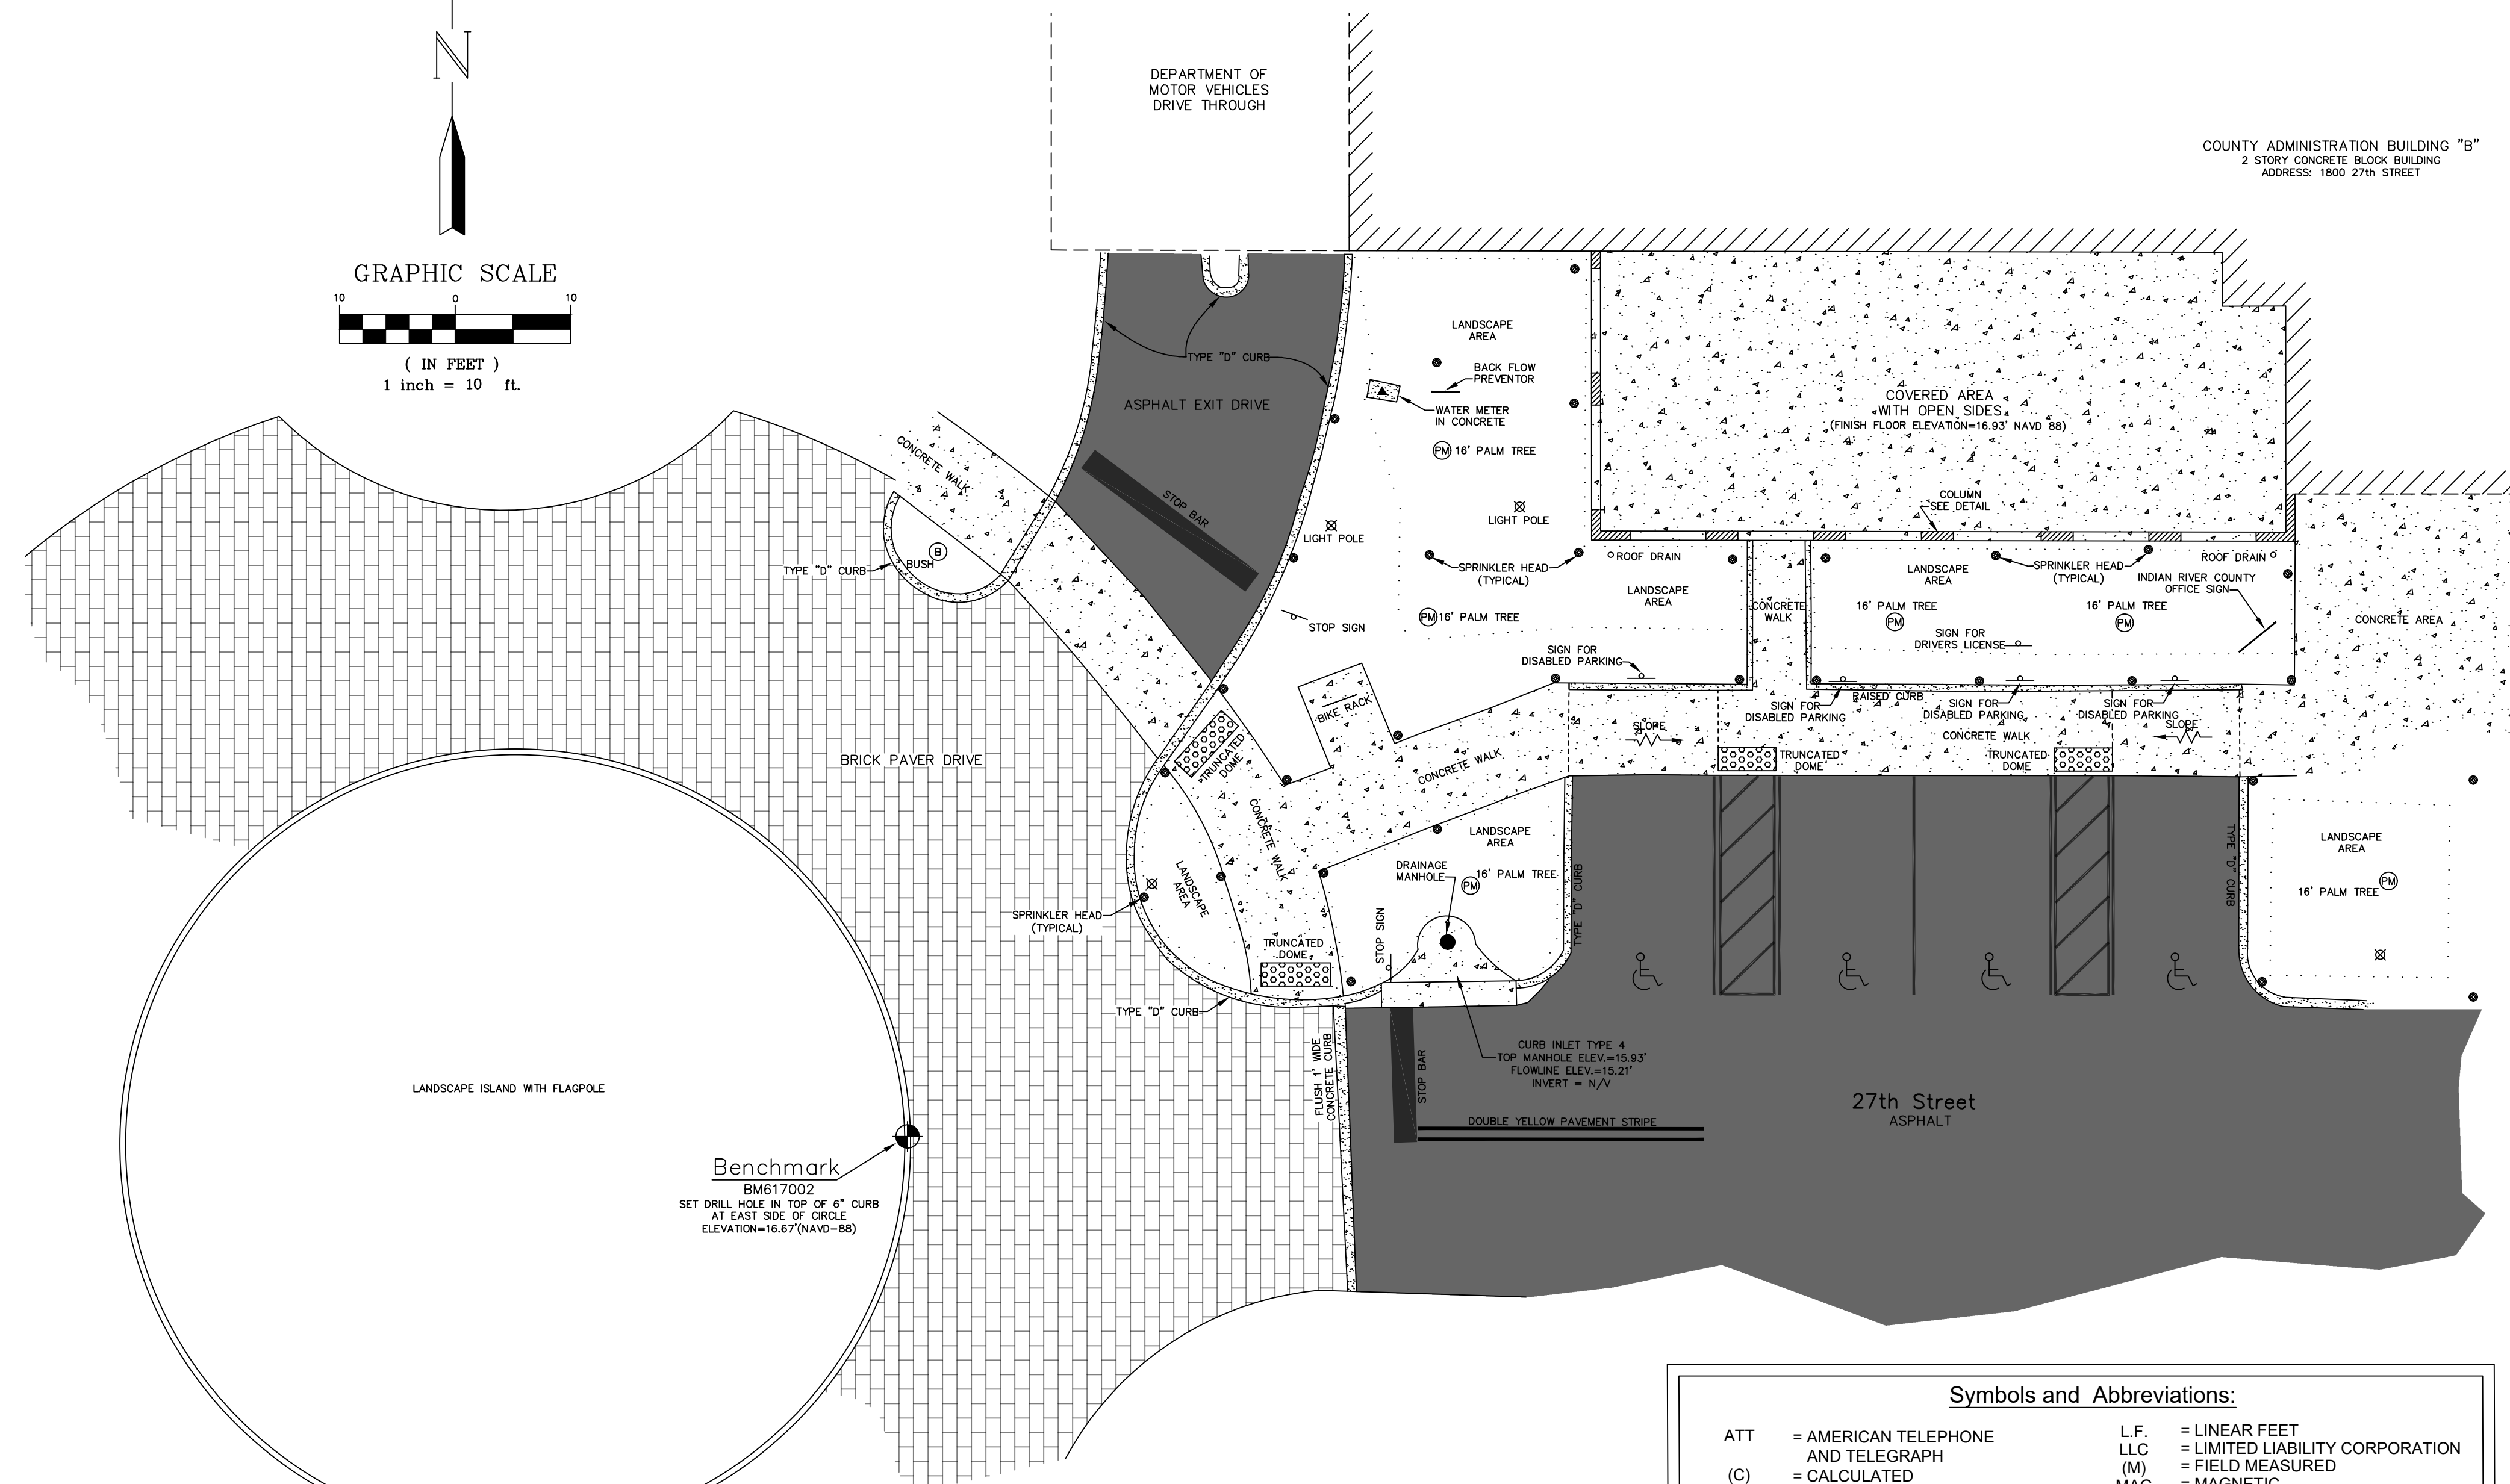 N
GRAPHIC SCALE
10 0 10
( IN FEET )
1 inch = 10 ft.
DEPARTMENT OF
MOTOR VEHICLES
DRIVE THROUGH
COUNTY ADMINISTRATION BUILDING "B"
2 STORY CONCRETE BLOCK BUILDING
ADDRESS: 1800 27th STREET
TYPE "D" CURB
ASPHALT EXIT DRIVE
STOP BAR
CONCRETE WALK
B
BUSH
TYPE "D" CURB
LANDSCAPE
AREA
BACK FLOW
PREVENTOR
WATER METER
IN CONCRETE
PM 16' PALM TREE
LIGHT POLE
LIGHT POLE
COVERED AREA
WITH OPEN SIDES
(FINISH FLOOR ELEVATION=16.93' NAVD 88)
COLUMN
SEE DETAIL
SPRINKLER HEAD
(TYPICAL)
ROOF DRAIN
LANDSCAPE
AREA
PM 16' PALM TREE
STOP SIGN
SIGN FOR
DISABLED PARKING
CONCRETE
WALK
LANDSCAPE
AREA
SPRINKLER HEAD
(TYPICAL)
ROOF DRAIN
INDIAN RIVER COUNTY
OFFICE SIGN
16' PALM TREE
PM
16' PALM TREE
PM
SIGN FOR
DRIVERS LICENSE
CONCRETE AREA
RAISED CURB
SIGN FOR
DISABLED PARKING
SIGN FOR
DISABLED PARKING
SIGN FOR
DISABLED PARKING
BIKE RACK
SLOPE
SLOPE
CONCRETE WALK
TRUNCATED
DOME
TRUNCATED
DOME
TRUNCATED
DOME
CONCRETE WALK
CONCRETE WALK
BRICK PAVER DRIVE
LANDSCAPE
AREA
LANDSCAPE
AREA
DRAINAGE
MANHOLE
PM
16' PALM TREE
STOP SIGN
TYPE "D" CURB
TYPE "D" CURB
LANDSCAPE
AREA
PM
16' PALM TREE
SPRINKLER HEAD
(TYPICAL)
TRUNCATED
DOME
TYPE "D" CURB
FLUSH 1' WIDE
CONCRETE CURB
STOP BAR
CURB INLET TYPE 4
TOP MANHOLE ELEV.=15.93'
FLOWLINE ELEV.=15.21'
INVERT = N/V
DOUBLE YELLOW PAVEMENT STRIPE
27th Street
ASPHALT
LANDSCAPE ISLAND WITH FLAGPOLE
Benchmark
BM617002
SET DRILL HOLE IN TOP OF 6" CURB
AT EAST SIDE OF CIRCLE
ELEVATION=16.67'(NAVD-88)
Symbols and Abbreviations:
ATT = AMERICAN TELEPHONE
AND TELEGRAPH
(C) = CALCULATED
L.F. = LINEAR FEET
LLC = LIMITED LIABILITY CORPORATION
(M) = FIELD MEASURED
MAG = MAGNETIC